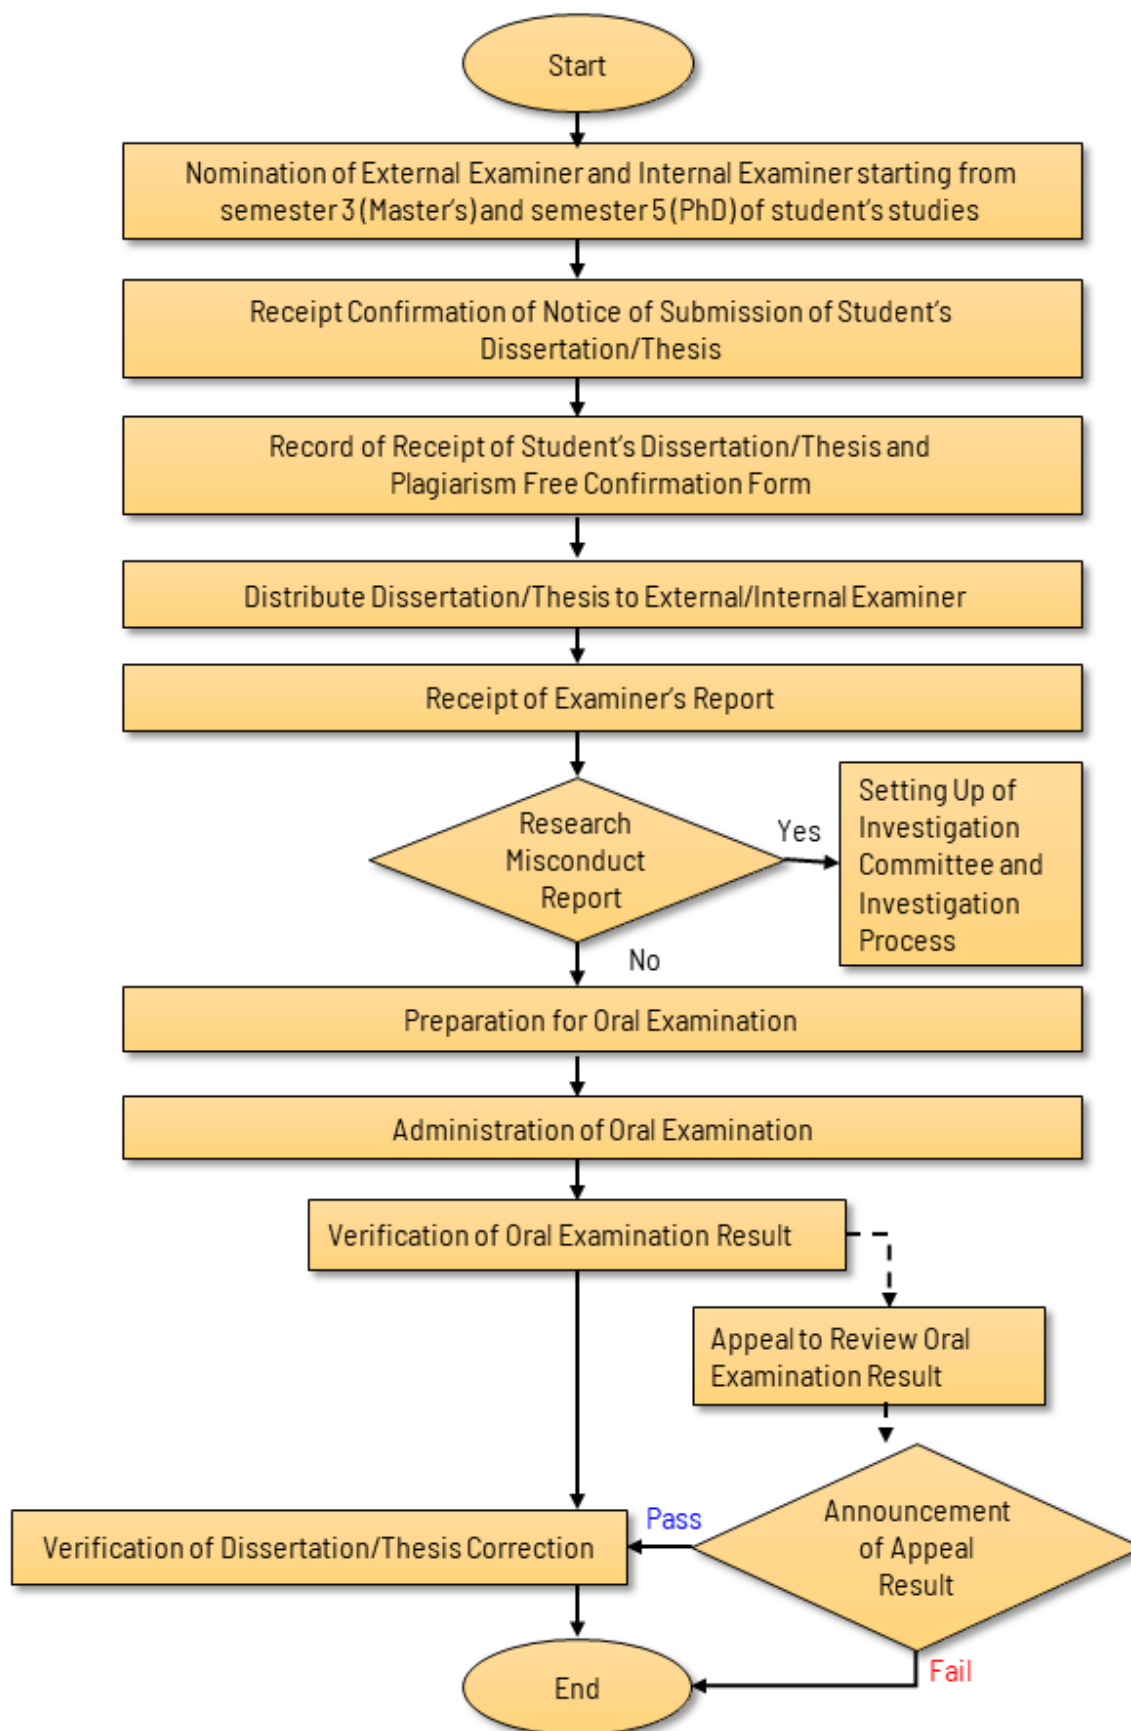 Start
Nomination of External Examiner and Internal Examiner starting from
semester 3 (Master's) and semester 5 (PhD) of student's studies
Receipt Confirmation of Notice of Submission of Student's
Dissertation/Thesis
Record of Receipt of Student's Dissertation/Thesis and
Plagiarism Free Confirmation Form
Distribute Dissertation/Thesis to External/Internal Examiner
Receipt of Examiner's Report
Research
Misconduct
Report
Yes
Setting Up of
Investigation
Committee and
Investigation
Process
No
Preparation for Oral Examination
Administration of Oral Examination
Verification of Oral Examination Result
Appeal to Review Oral
Examination Result
Announcement
of Appeal
Result
Pass
Verification of Dissertation/Thesis Correction
Fail
End